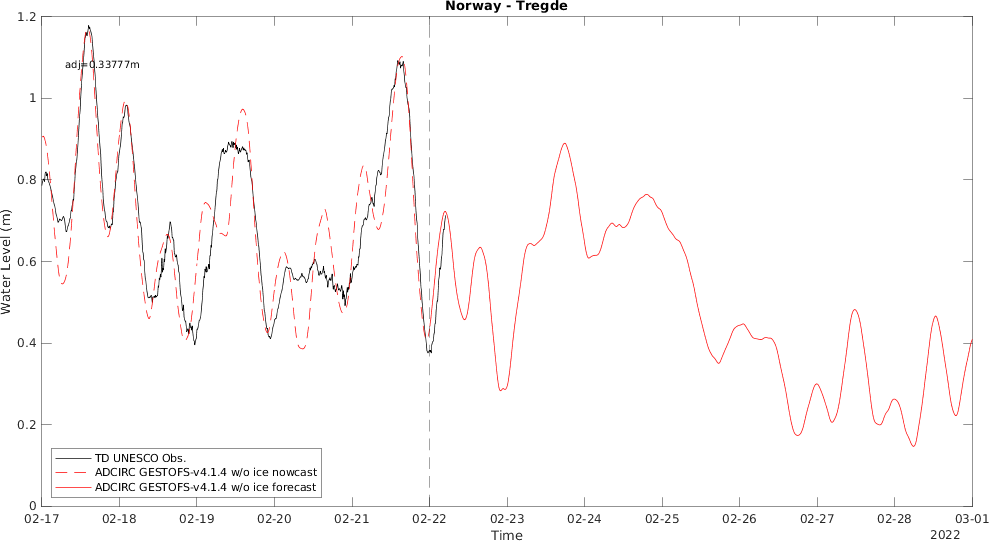 Norway - Tregde
adj=0.33777m
Water Level (m)
1.2
1
0.8
0.6
0.4
0.2
0
TD UNESCO Obs.
ADCIRC GESTOFS-v4.1.4 w/o ice nowcast
ADCIRC GESTOFS-v4.1.4 w/o ice forecast
02-17 02-18 02-19 02-20 02-21 02-22 02-23 02-24 02-25 02-26 02-27 02-28 03-01
Time
2022